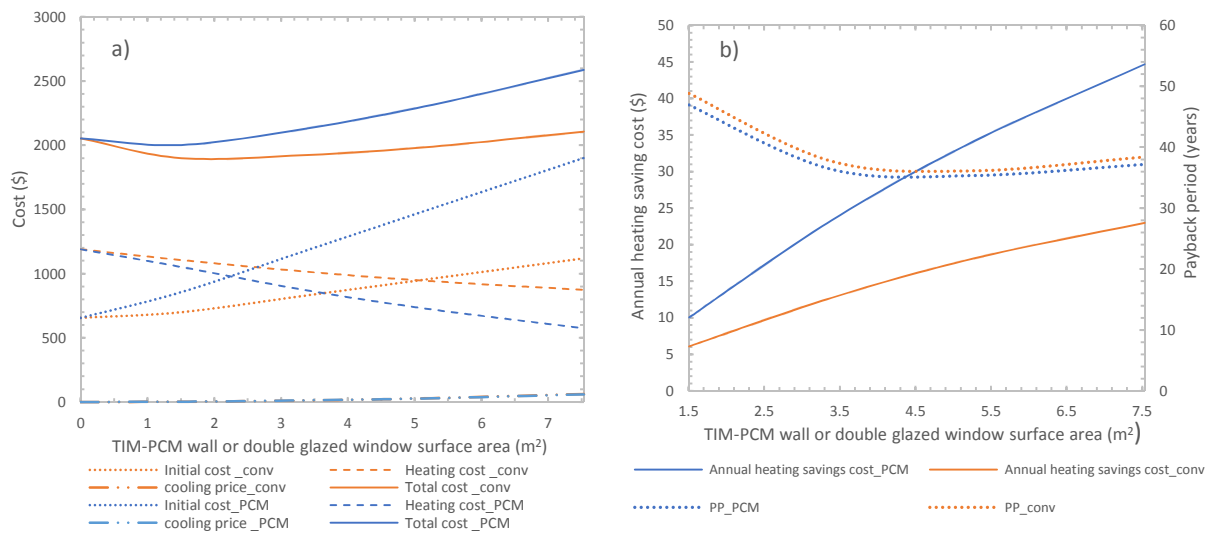 a)
Cost ($)
3000
2500
2000
1500
1000
500
0
0 1 2 3 4 5 6 7
TIM-PCM wall or double glazed window surface area (m²)
Initial cost _conv
Heating cost_conv
cooling price_conv
Total cost _conv
Initial cost_PCM
Heating cost_PCM
cooling price _PCM
Total cost _PCM
b)
Annual heating saving cost ($)
50
45
40
35
30
25
20
15
10
5
0
Payback period (years)
60
50
40
30
20
10
0
1.5 2.5 3.5 4.5 5.5 6.5 7.5
TIM-PCM wall or double glazed window surface area (m²)
Annual heating savings cost_PCM
Annual heating savings cost_conv
PP_PCM
PP_conv